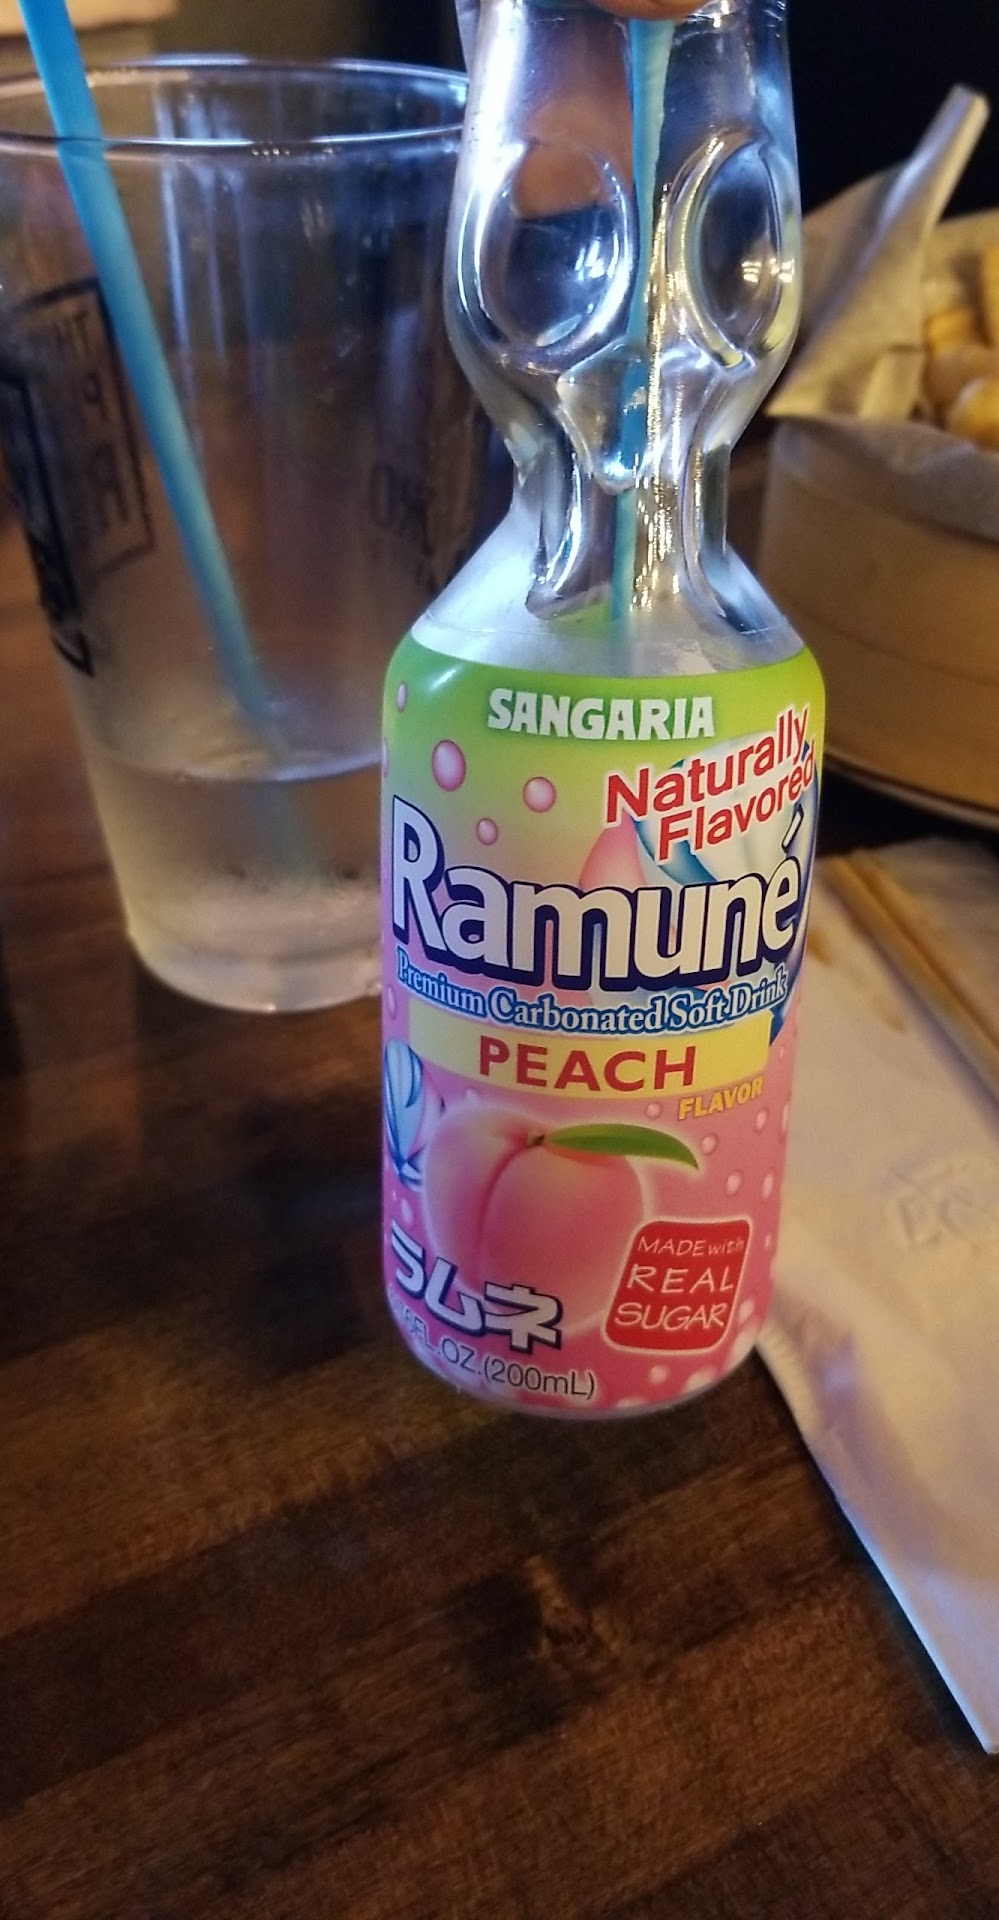 SANGARIA
Naturally
Flavored
Ramuné
Premium Carbonated Soft Drink
PEACH
FLAVOR
ラムネ
MADE with
REAL
SUGAR
FL.OZ.(200mL)